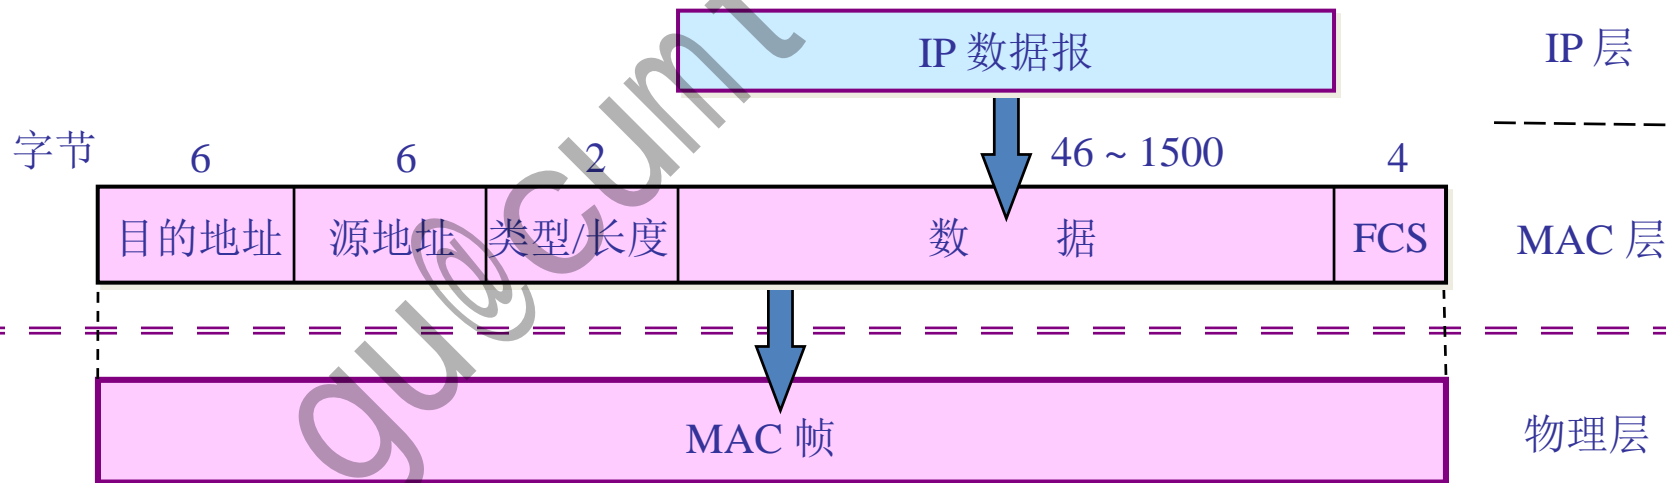 IP 数据报
IP 层
字节 6 6 2 46 ~ 1500 4
目的地址 源地址 类型/长度 数 据 FCS MAC 层
MAC 帧 物理层
gu@cumt